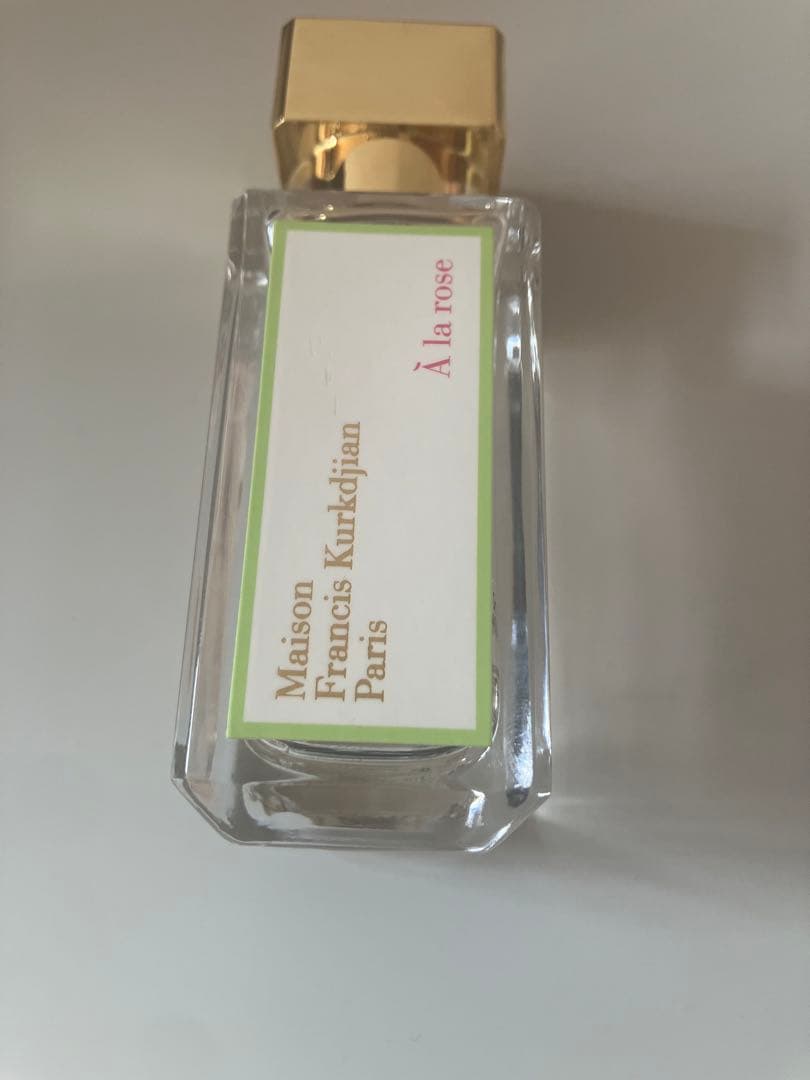 Maison
Francis Kurkdjian
Paris
À la rose